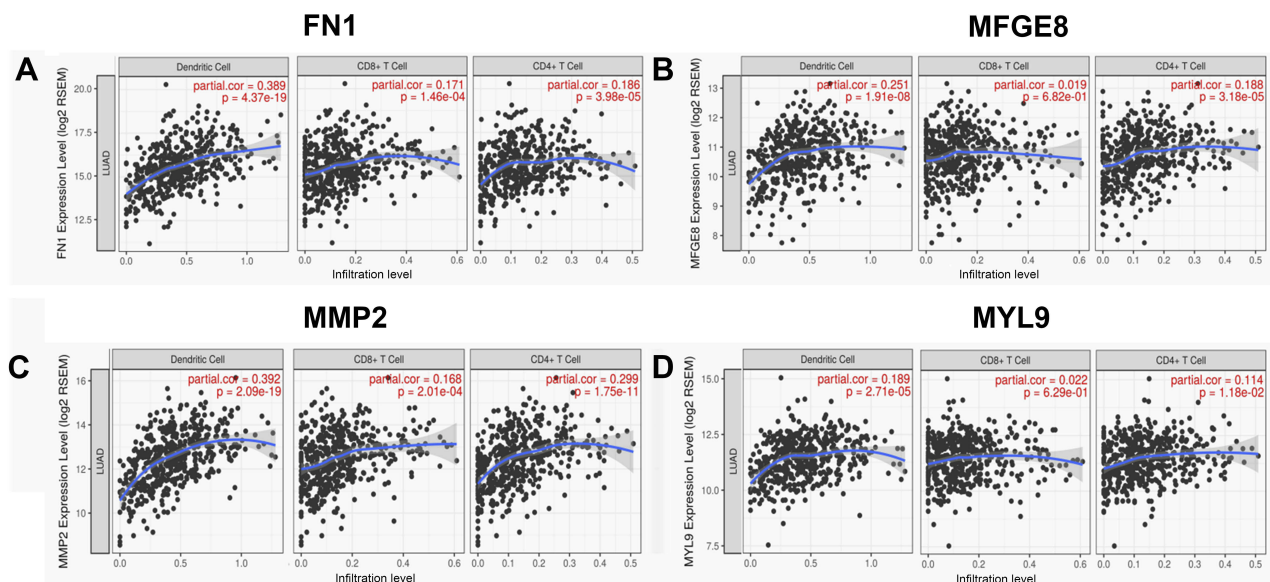 FN1
MFGE8
A
Dendritic Cell
CD8+ T Cell
CD4+ T Cell
partial.cor = 0.389
p = 4.37e-19
partial.cor = 0.171
p = 1.46e-04
partial.cor = 0.186
p = 3.98e-05
FN1 Expression Level (log2 RSEM)
LUAD
20.0
17.5
15.0
12.5
0.0 0.5 1.0
0.0 0.2 0.4 0.6
0.0 0.1 0.2 0.3 0.4 0.5
Infiltration level
B
Dendritic Cell
CD8+ T Cell
CD4+ T Cell
partial.cor = 0.251
p = 1.91e-08
partial.cor = 0.019
p = 6.82e-01
partial.cor = 0.188
p = 3.18e-05
MFGE8 Expression Level (log2 RSEM)
LUAD
13
12
11
10
9
8
0.0 0.5 1.0
0.0 0.2 0.4 0.6
0.0 0.1 0.2 0.3 0.4 0.5
Infiltration level
MMP2
MYL9
C
Dendritic Cell
CD8+ T Cell
CD4+ T Cell
partial.cor = 0.392
p = 2.09e-19
partial.cor = 0.168
p = 2.01e-04
partial.cor = 0.299
p = 1.75e-11
MMP2 Expression Level (log2 RSEM)
LUAD
16
14
12
10
0.0 0.5 1.0
0.0 0.2 0.4 0.6
0.0 0.1 0.2 0.3 0.4 0.5
Infiltration level
D
Dendritic Cell
CD8+ T Cell
CD4+ T Cell
partial.cor = 0.189
p = 2.71e-05
partial.cor = 0.022
p = 6.29e-01
partial.cor = 0.114
p = 1.18e-02
MYL9 Expression Level (log2 RSEM)
LUAD
15.0
12.5
10.0
7.5
0.0 0.5 1.0
0.0 0.2 0.4 0.6
0.0 0.1 0.2 0.3 0.4 0.5
Infiltration level